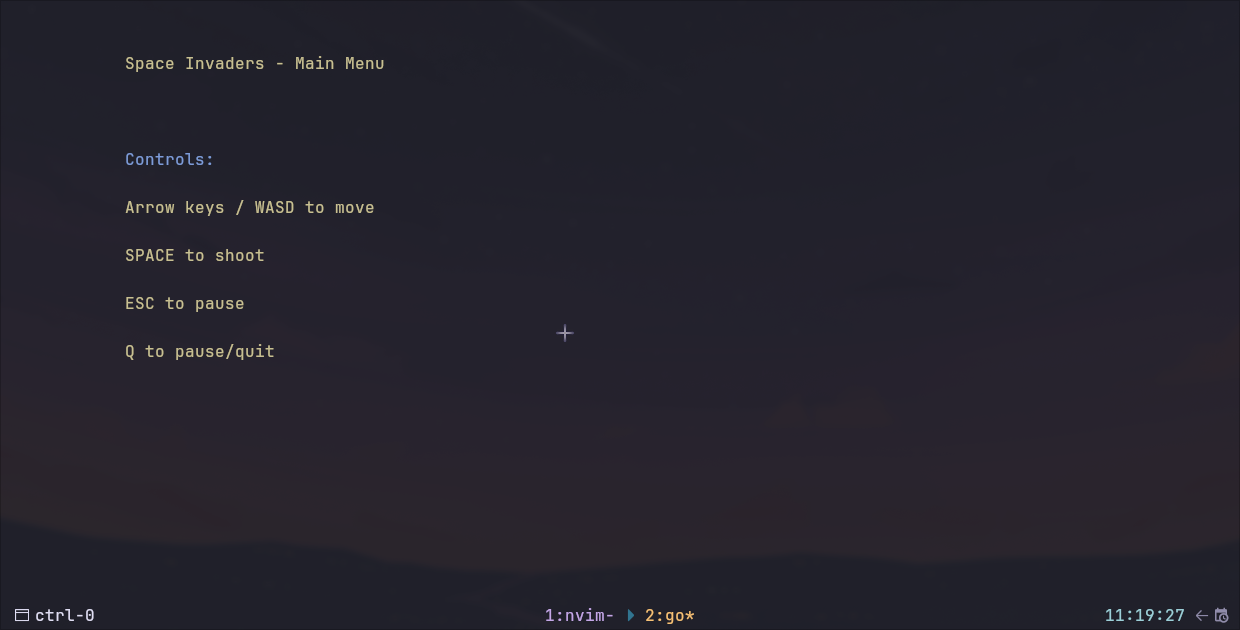 Space Invaders - Main Menu
Controls:
Arrow keys / WASD to move
SPACE to shoot
ESC to pause
Q to pause/quit
ctrl-0 1:nvim- 2:go* 11:19:27 ←